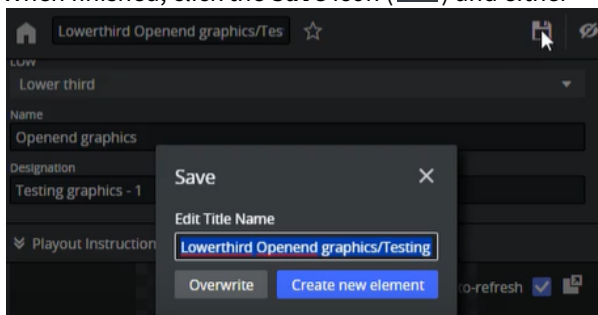 When finished, click the Save icon (    ) and either
Lowerthird Openend graphics/Tes
LOW
Lower third
Name
Openend graphics
Designation
Testing graphics - 1
Save
Edit Title Name
Lowerthird Openend graphics/Testing
Playout Instruction
Overwrite
Create new element
to-refresh